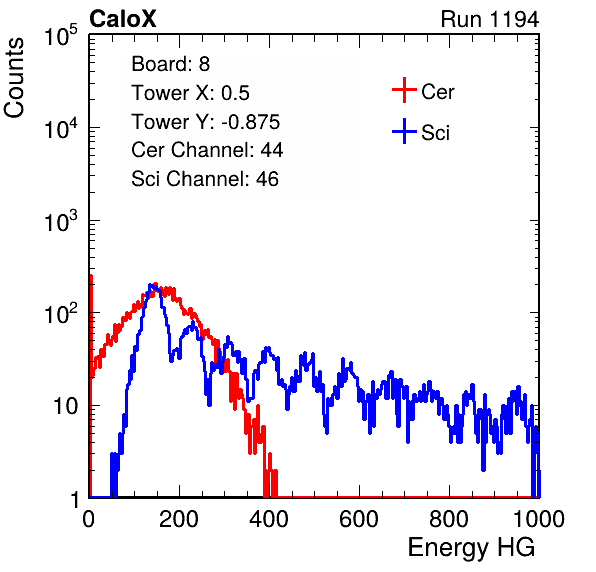 CaloX Run 1194
Counts
Board: 8
Tower X: 0.5
Tower Y: -0.875
Cer Channel: 44
Sci Channel: 46
Cer
Sci
10^5
10^4
10^3
10^2
10
1
0 200 400 600 800 1000
Energy HG